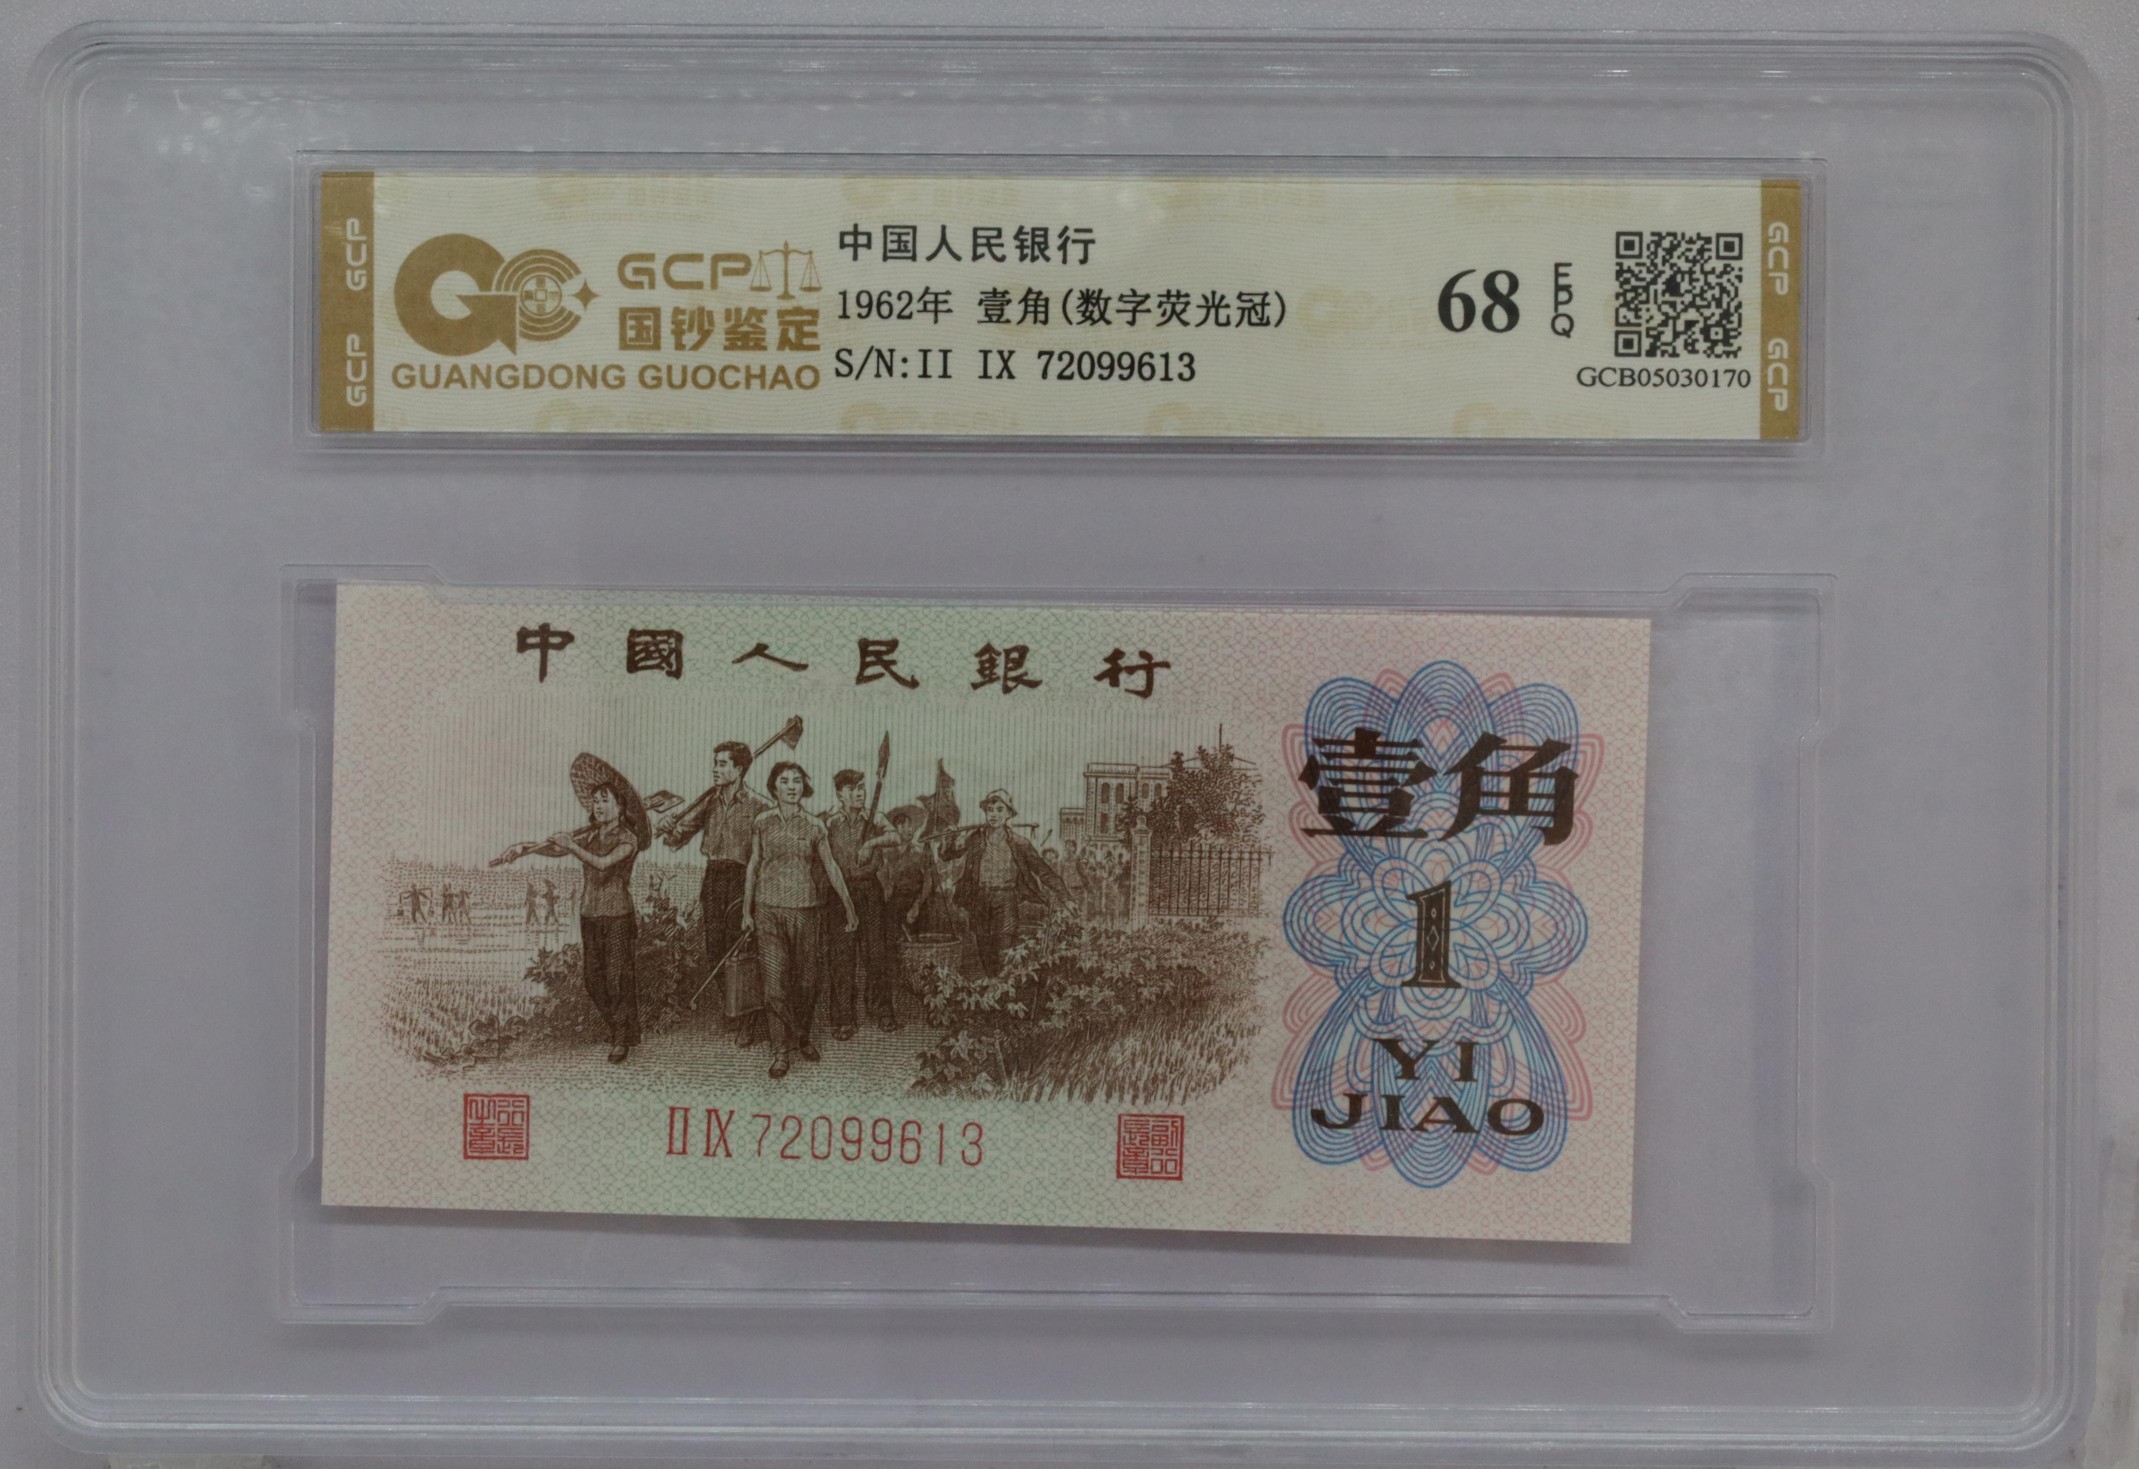 GCP GCP
GCP
国钞鉴定
GUANGDONG GUOCHAO
中国人民银行
1962年 壹角(数字荧光冠)
S/N:II IX 72099613
68 EPQ
GCB05030170
GCP GCP
中國人民銀行
壹角
1
YI
JIAO
II IX 72099613